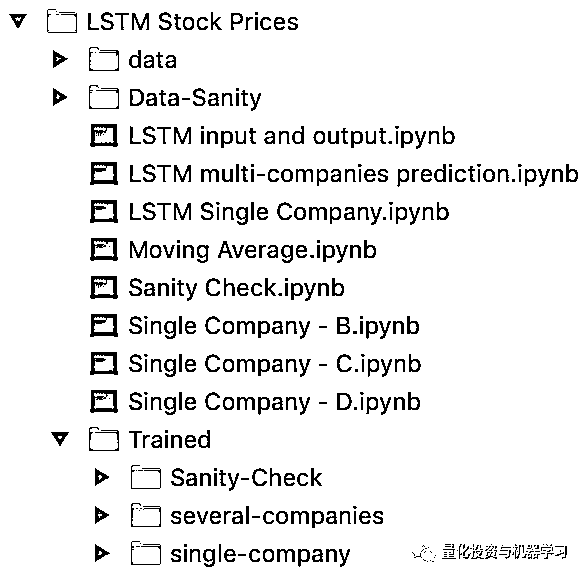 LSTM Stock Prices
data
Data-Sanity
LSTM input and output.ipynb
LSTM multi-companies prediction.ipynb
LSTM Single Company.ipynb
Moving Average.ipynb
Sanity Check.ipynb
Single Company - B.ipynb
Single Company - C.ipynb
Single Company - D.ipynb
Trained
Sanity-Check
several-companies
single-company
量化投资与机器学习